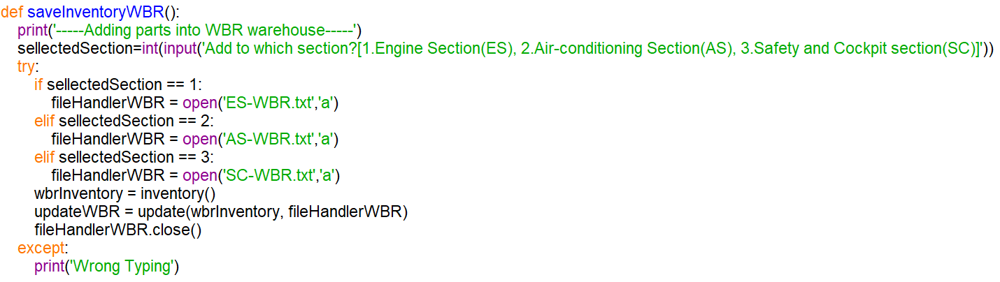 def saveInventoryWBR():
    print('-----Adding parts into WBR warehouse-----')
    sellectedSection=int(input('Add to which section?[1.Engine Section(ES), 2.Air-conditioning Section(AS), 3.Safety and Cockpit section(SC)]'))
    try:
        if sellectedSection == 1:
            fileHandlerWBR = open('ES-WBR.txt','a')
        elif sellectedSection == 2:
            fileHandlerWBR = open('AS-WBR.txt','a')
        elif sellectedSection == 3:
            fileHandlerWBR = open('SC-WBR.txt','a')
        wbrInventory = inventory()
        updateWBR = update(wbrInventory, fileHandlerWBR)
        fileHandlerWBR.close()
    except:
        print('Wrong Typing')